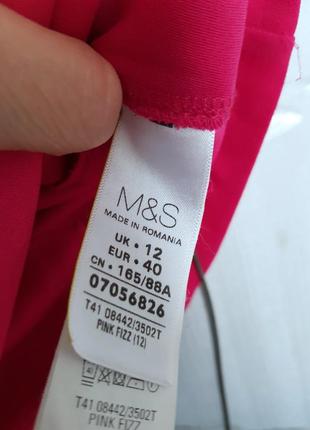 M&S
MADE IN ROMANIA
UK • 12
EUR • 40
CN • 165/88A
07056826
T41 08442/3502T
PINK FIZZ (12)
40
T41 08442/3502T
PINK FIZZ